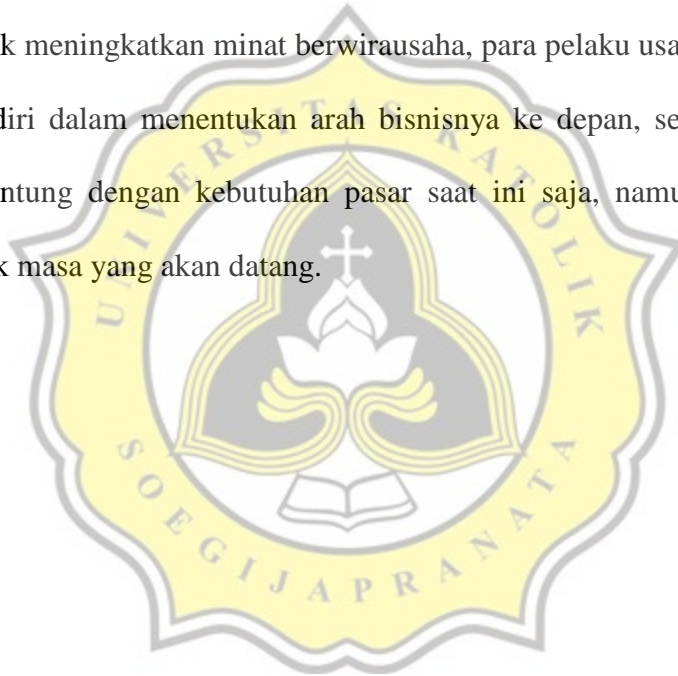 k meningkatkan minat berwirausaha, para pelaku usa
diri dalam menentukan arah bisnisnya ke depan, se
ntung dengan kebutuhan pasar saat ini saja, namu
k masa yang akan datang.
UNIVERSITAS KATOLIK
SOEGIJAPRANATA